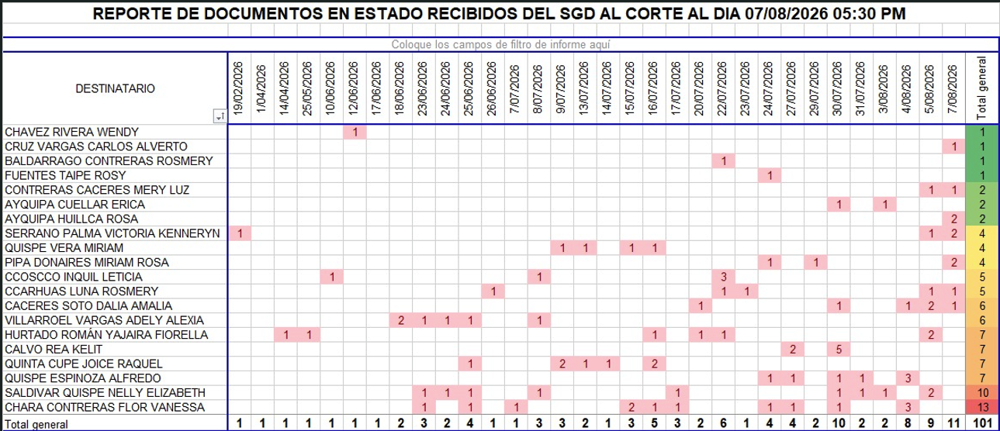 REPORTE DE DOCUMENTOS EN ESTADO RECIBIDOS DEL SGD AL CORTE AL DIA 07/08/2026 05:30 PM
Coloque los campos de filtro de informe aquí
DESTINATARIO 19/02/2026 1/04/2026 14/04/2026 25/05/2026 10/06/2026 12/06/2026 17/06/2026 18/06/2026 23/06/2026 24/06/2026 25/06/2026 26/06/2026 7/07/2026 8/07/2026 9/07/2026 13/07/2026 14/07/2026 15/07/2026 16/07/2026 17/07/2026 20/07/2026 22/07/2026 23/07/2026 24/07/2026 27/07/2026 29/07/2026 30/07/2026 31/07/2026 3/08/2026 4/08/2026 5/08/2026 7/08/2026 Total general
CHAVEZ RIVERA WENDY 1 1
CRUZ VARGAS CARLOS ALVERTO 1 1
BALDARRAGO CONTRERAS ROSMERY 1 1
FUENTES TAIPE ROSY 1 1
CONTRERAS CACERES MERY LUZ 1 1 2
AYQUIPA CUELLAR ERICA 1 1 2
AYQUIPA HUILLCA ROSA 2 2
SERRANO PALMA VICTORIA KENNERYN 1 1 2 4
QUISPE VERA MIRIAM 1 1 1 1 4
PIPA DONAIRES MIRIAM ROSA 1 1 2 4
CCOSCCO INQUIL LETICIA 1 1 3 5
CCARHUAS LUNA ROSMERY 1 1 1 1 1 5
CACERES SOTO DALIA AMALIA 1 1 1 2 1 6
VILLARROEL VARGAS ADELY ALEXIA 2 1 1 1 1 6
HURTADO ROMÁN YAJAIRA FIORELLA 1 1 1 1 1 2 7
CALVO REA KELIT 2 5 7
QUINTA CUPE JOICE RAQUEL 1 2 1 1 2 7
QUISPE ESPINOZA ALFREDO 1 1 1 1 3 7
SALDIVAR QUISPE NELLY ELIZABETH 1 1 1 1 1 1 1 1 2 10
CHARA CONTRERAS FLOR VANESSA 1 1 1 2 1 1 1 1 1 3 13
Total general 1 1 1 1 1 1 1 2 3 2 4 1 1 3 3 2 1 3 5 3 2 6 1 4 4 2 10 2 2 8 9 11 101